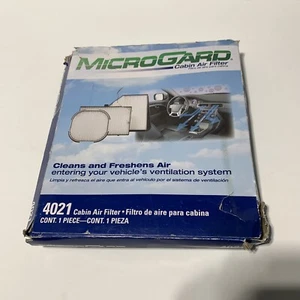 MICROGARD
Cabin Air Filter
Cleans and Freshens Air
entering your vehicle's ventilation system
Limpia y refresca el aire que entra al vehículo por el sistema de ventilación.
4021 Cabin Air Filter • Filtro de aire para cabina
CONT. 1 PIECE—CONT. 1 PIEZA